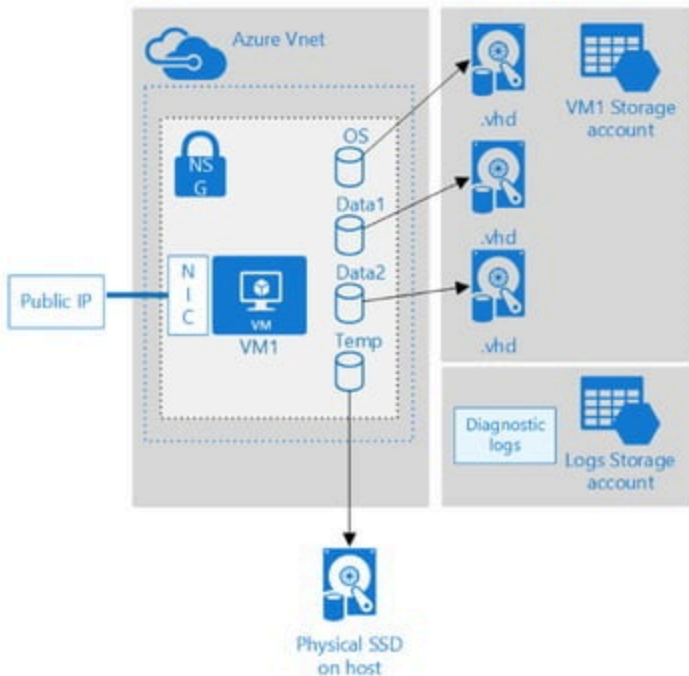 Azure Vnet
NS
G
OS
Data1
Data2
Temp
Public IP
N
I
C
VM
VM1
.vhd
.vhd
.vhd
VM1 Storage
account
Diagnostic
logs
Logs Storage
account
Physical SSD
on host